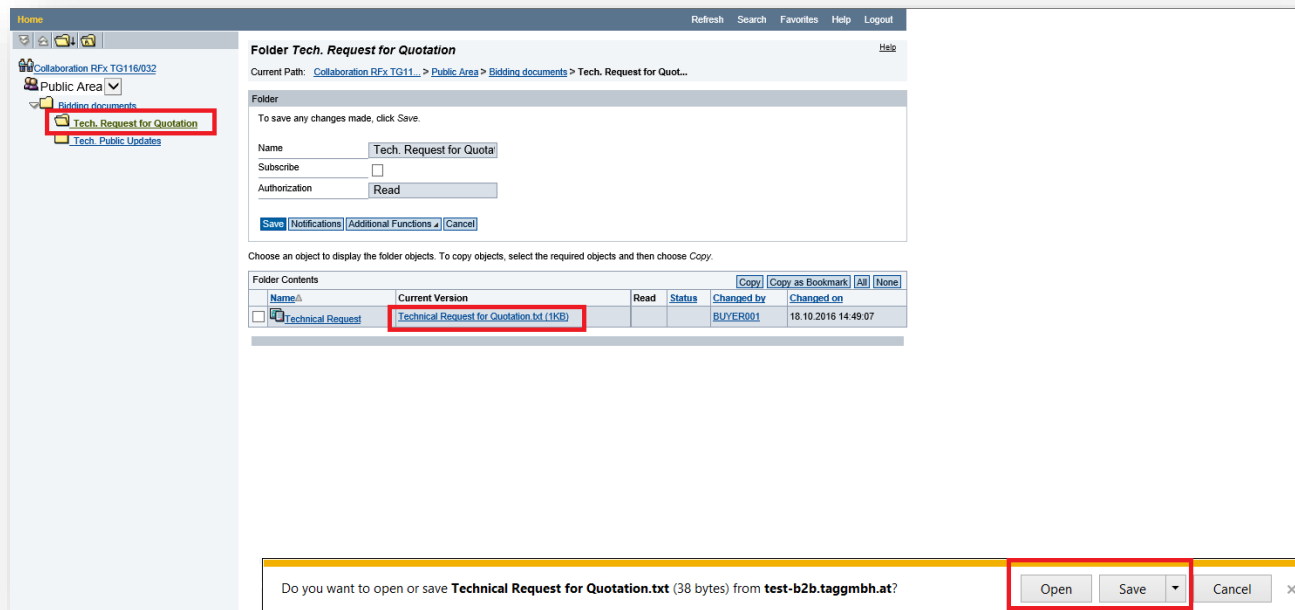 Home Refresh Search Favorites Help Logout
Collaboration RFx TG116/032
Public Area
Bidding documents
Tech. Request for Quotation
Tech. Public Updates
Folder Tech. Request for Quotation Help
Current Path: Collaboration RFx TG11... > Public Area > Bidding documents > Tech. Request for Quot...
Folder
To save any changes made, click Save.
Name Tech. Request for Quota
Subscribe
Authorization Read
Save Notifications Additional Functions Cancel
Choose an object to display the folder objects. To copy objects, select the required objects and then choose Copy.
Folder Contents Copy Copy as Bookmark All None
Name Current Version Read Status Changed by Changed on
Technical Request Technical Request for Quotation.txt (1KB) BUYER001 18.10.2016 14:49:07
Do you want to open or save Technical Request for Quotation.txt (38 bytes) from test-b2b.taggmbh.at? Open Save Cancel